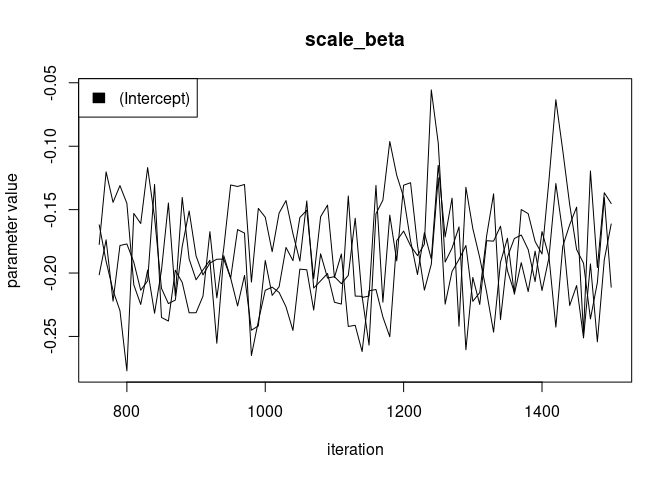 scale_beta
(Intercept)
parameter value
-0.05
-0.10
-0.15
-0.20
-0.25
800 1000 1200 1400
iteration